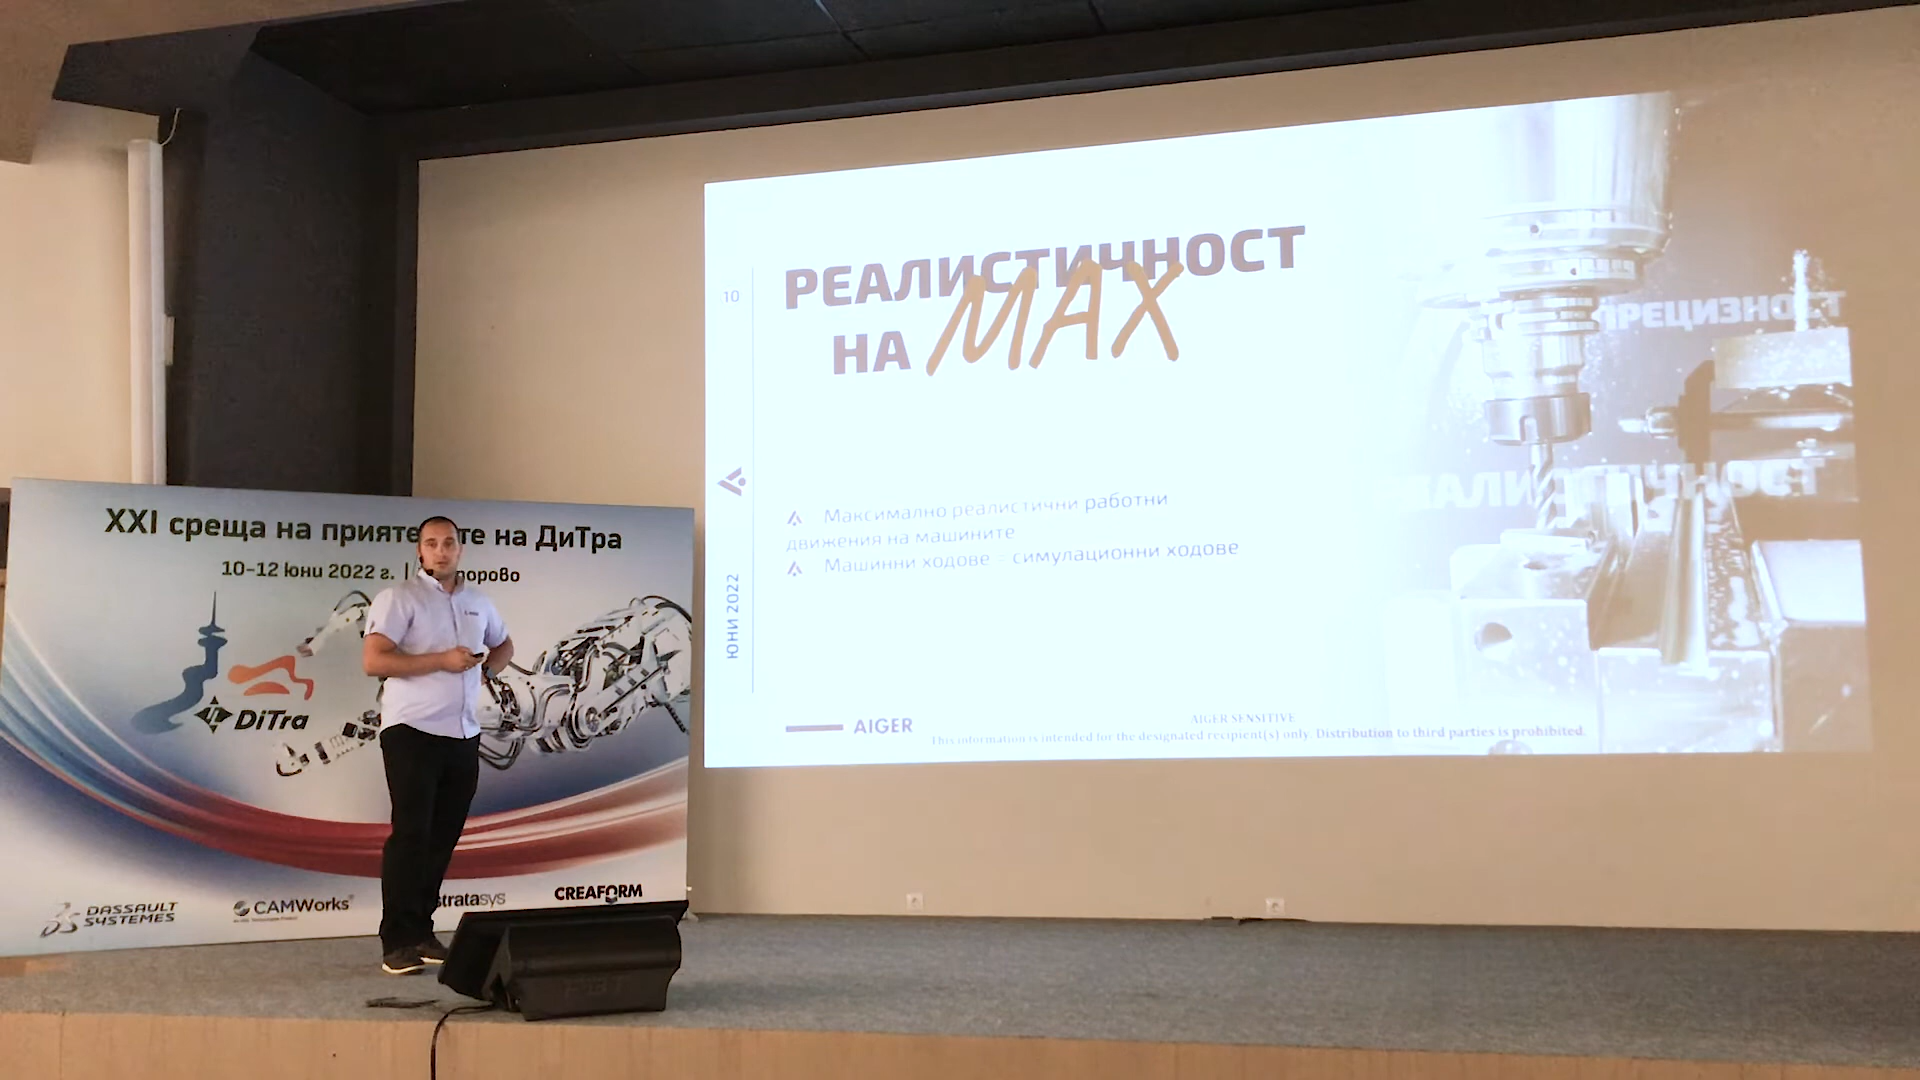 XXI среща на прияте те на ДиТра
10-12 Юни 2022 г. |
DiTra
DASSAULT SYSTEMES
CAMWorks
stratasys
CREAFORM
10
РЕАЛИСТИЧНОСТ
НА MAX
Максимално реалистични работни
движения на машините
Машинни ходове = симулационни ходове
ЮНИ 2022
AIGER
AIGER SENSITIVE
This information is intended for the designated recipient(s) only. Distribution to third parties is prohibited.
ПРЕЦИЗНОСТ